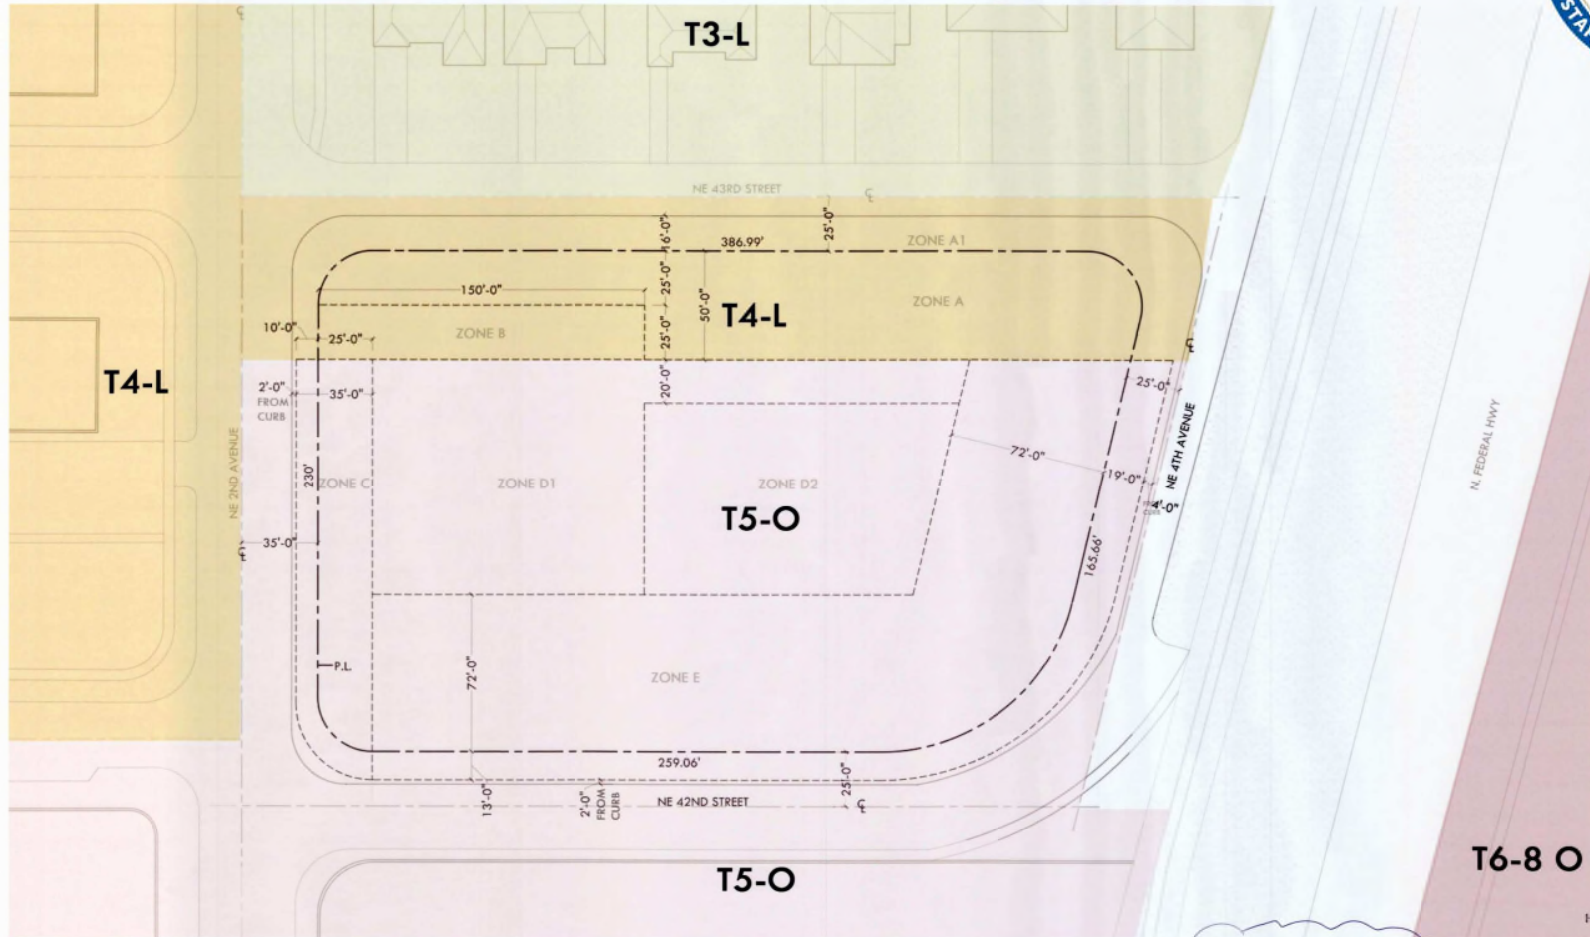 STAF
T3-L
NE 43RD STREET
℄
16'-0"
386.99'
25'-0"
ZONE A1
150'-0"
25'-0"
50'-0"
T4-L
ZONE A
ZONE B
10'-0"
25'-0"
25'-0"
℄
T4-L
2'-0"
FROM
CURB
35'-0"
20'-0"
25'-0"
NE 2ND AVENUE
230'
ZONE C
ZONE D1
ZONE D2
72'-0"
19'-0"
NE 4TH AVENUE
N. FEDERAL HWY
4'-0"
T5-O
35'-0"
℄
165.66'
P.L.
72'-0"
ZONE E
259.06'
25'-0"
13'-0"
2'-0"
FROM
CURB
NE 42ND STREET
℄
T5-O
T6-8 O